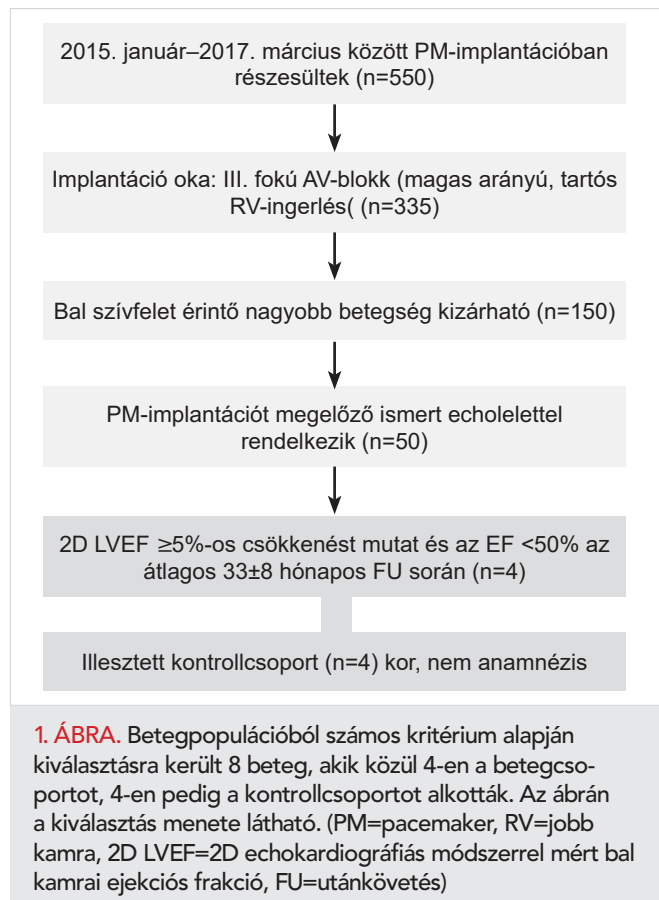 2015. január–2017. március között PM-implantációban
részesültek (n=550)
Implantáció oka: III. fokú AV-blokk (magas arányú, tartós
RV-ingerlés( (n=335)
Bal szívfelet érintő nagyobb betegség kizárható (n=150)
PM-implantációt megelőző ismert echolelettel
rendelkezik (n=50)
2D LVEF ≥5%-os csökkenést mutat és az EF <50% az
átlagos 33±8 hónapos FU során (n=4)
Illesztett kontrollcsoport (n=4) kor, nem anamnézis
1. ÁBRA. Betegpopulációból számos kritérium alapján
kiválasztásra került 8 beteg, akik közül 4-en a betegcso-
portot, 4-en pedig a kontrollcsoportot alkották. Az ábrán
a kiválasztás menete látható. (PM=pacemaker, RV=jobb
kamra, 2D LVEF=2D echokardiográfiás módszerrel mért bal
kamrai ejekciós frakció, FU=utánkövetés)